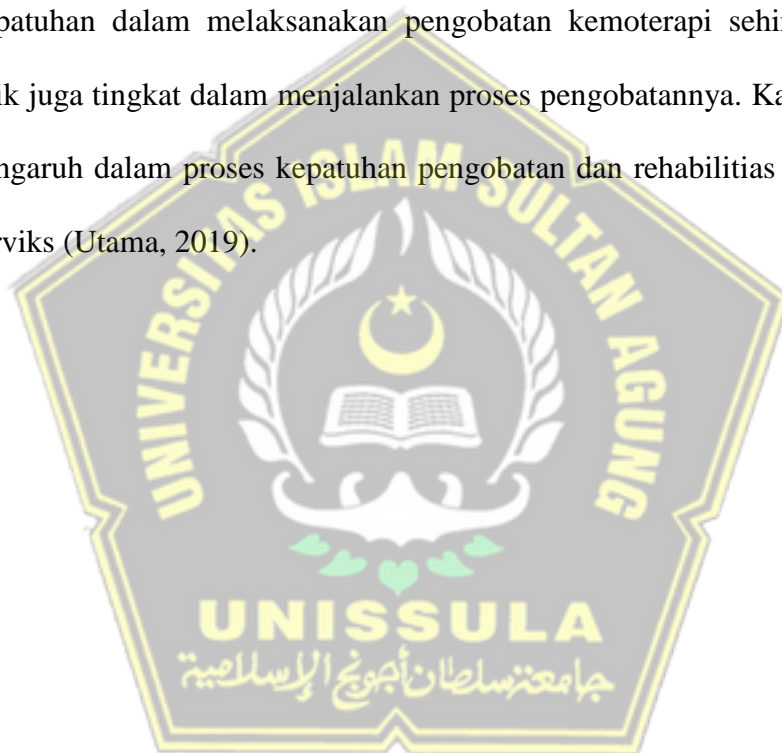 patuhan dalam melaksanakan pengobatan kemoterapi sehi
ik juga tingkat dalam menjalankan proses pengobatannya. Ka
ngaruh dalam proses kepatuhan pengobatan dan rehabilitias
rviks (Utama, 2019).
UNIVERSITAS ISLAM SULTAN AGUNG
UNISSULA
جامعة سلطان أجونج الإسلامية